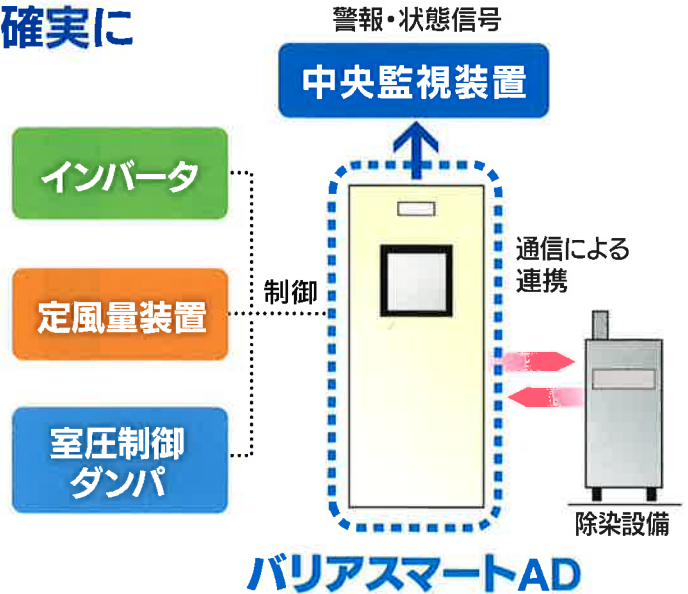 確実に
警報・状態信号
中央監視装置
インバータ
定風量装置
室圧制御
ダンパ
制御
通信による
連携
除染設備
バリアスマートAD